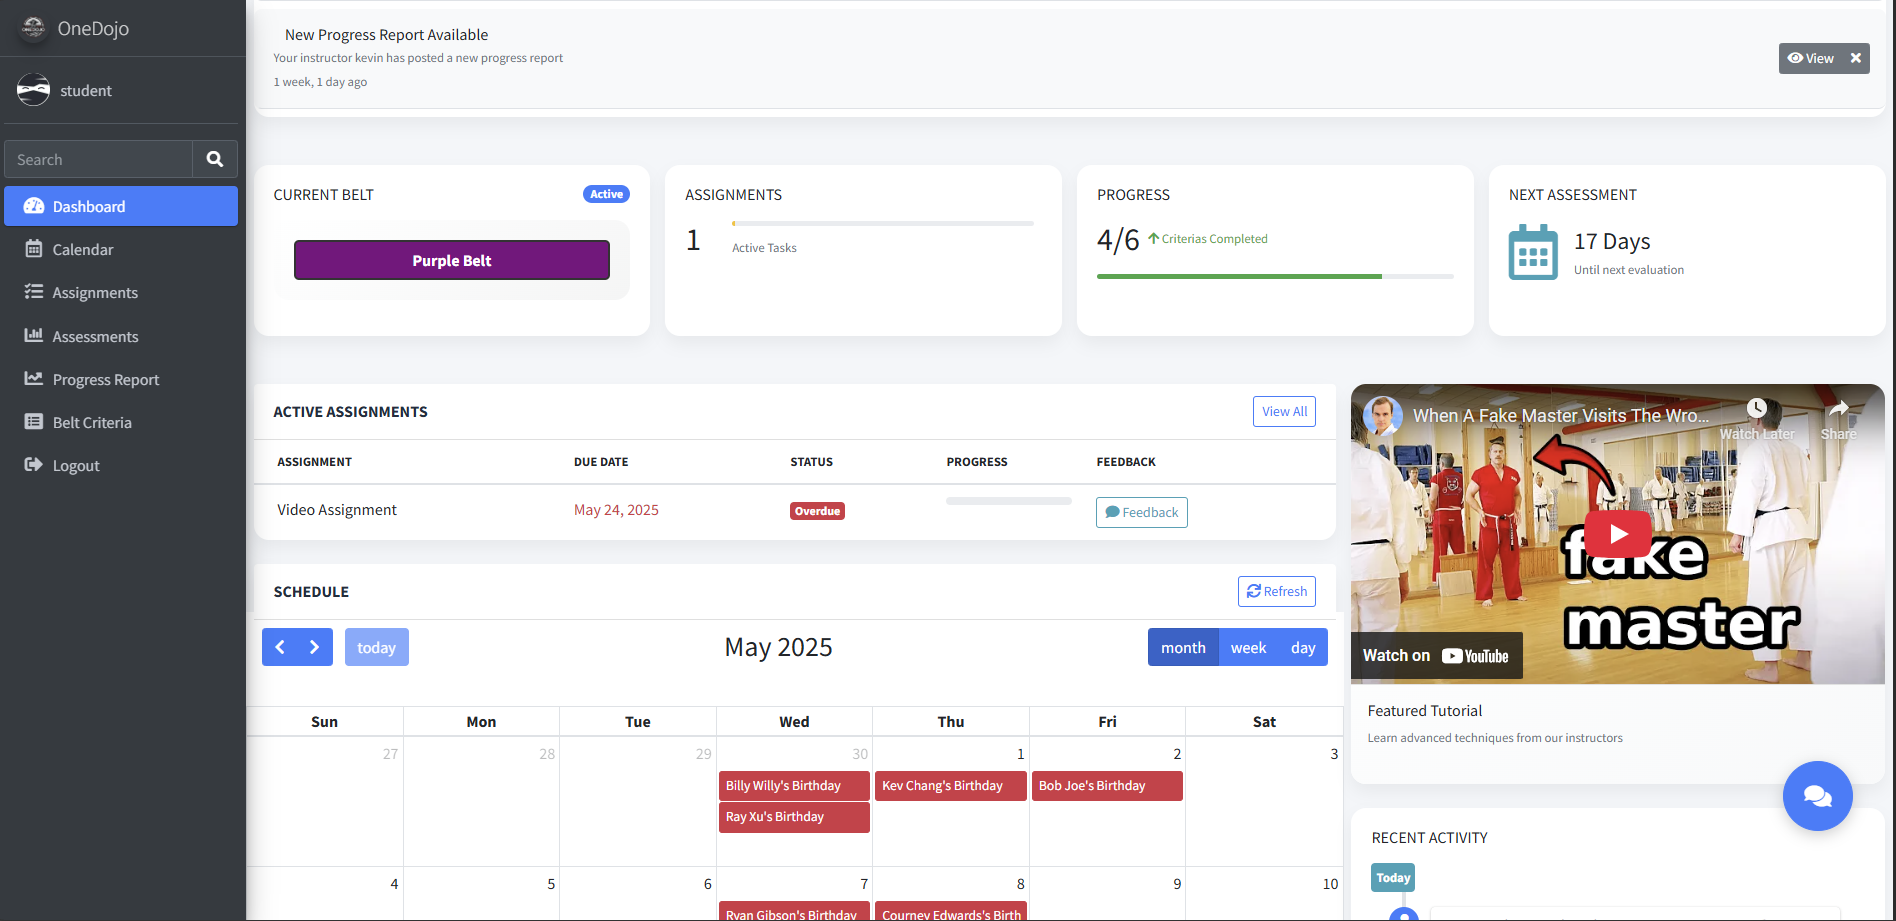 OneDojo
student
Search
Dashboard
Calendar
Assignments
Assessments
Progress Report
Belt Criteria
Logout
New Progress Report Available
Your instructor kevin has posted a new progress report
1 week, 1 day ago
View
CURRENT BELT
Active
Purple Belt
ASSIGNMENTS
1
Active Tasks
PROGRESS
4/6
Criterias Completed
NEXT ASSESSMENT
17 Days
Until next evaluation
ACTIVE ASSIGNMENTS
View All
ASSIGNMENT DUE DATE STATUS PROGRESS FEEDBACK
Video Assignment May 24, 2025 Overdue Feedback
SCHEDULE
Refresh
today
May 2025
month week day
Sun Mon Tue Wed Thu Fri Sat
27 28 29 30 1 2 3
Billy Willy's Birthday Kev Chang's Birthday Bob Joe's Birthday
Ray Xu's Birthday
4 5 6 7 8 9 10
Ryan Gibson's Birthday Courney Edwards's Birth
When A Fake Master Visits The Wro...
Watch Later Share
fake
master
Watch on YouTube
Featured Tutorial
Learn advanced techniques from our instructors
RECENT ACTIVITY
Today